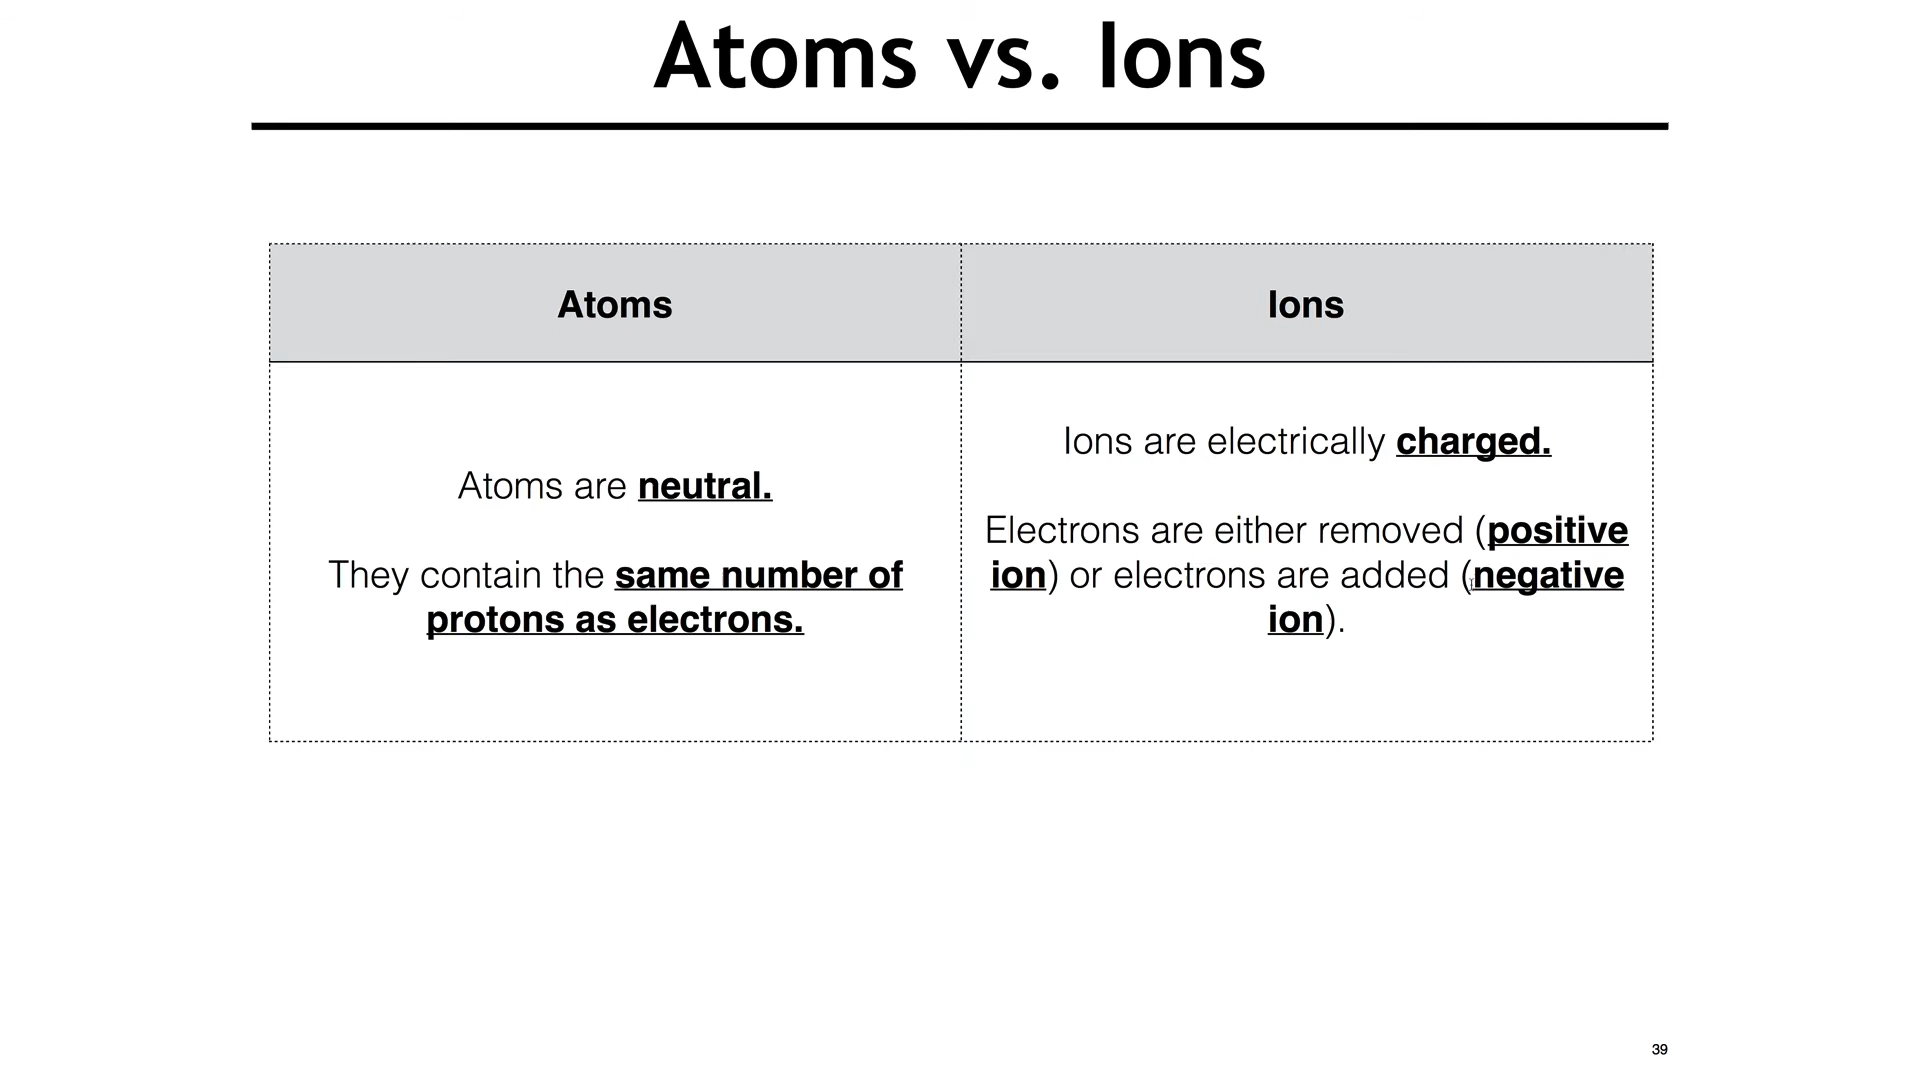 Atoms vs. Ions
Atoms
Ions
Atoms are neutral.
They contain the same number of
protons as electrons.
Ions are electrically charged.
Electrons are either removed (positive
ion) or electrons are added (negative
ion).
39